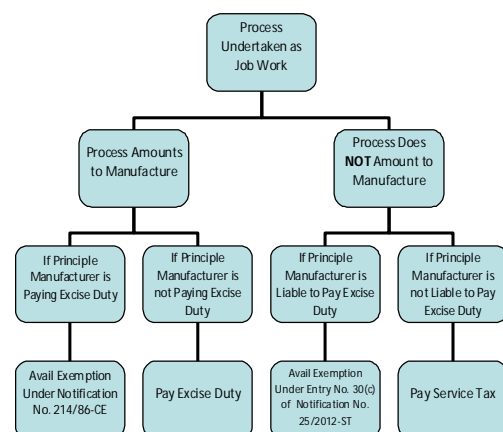 Process
Undertaken as
Job Work
Process Amounts
to Manufacture
Process Does
NOT Amount to
Manufacture
If Principle
Manufacturer is
Paying Excise Duty
If Principle
Manufacturer is
not Paying Excise
Duty
If Principle
Manufacturer is
Liable to Pay Excise
Duty
If Principle
Manufacturer is
not Liable to Pay
Excise Duty
Avail Exemption
Under Notification
No. 214/86-CE
Pay Excise Duty
Avail Exemption
Under Entry No. 30(c)
of Notification No.
25/2012-ST
Pay Service Tax